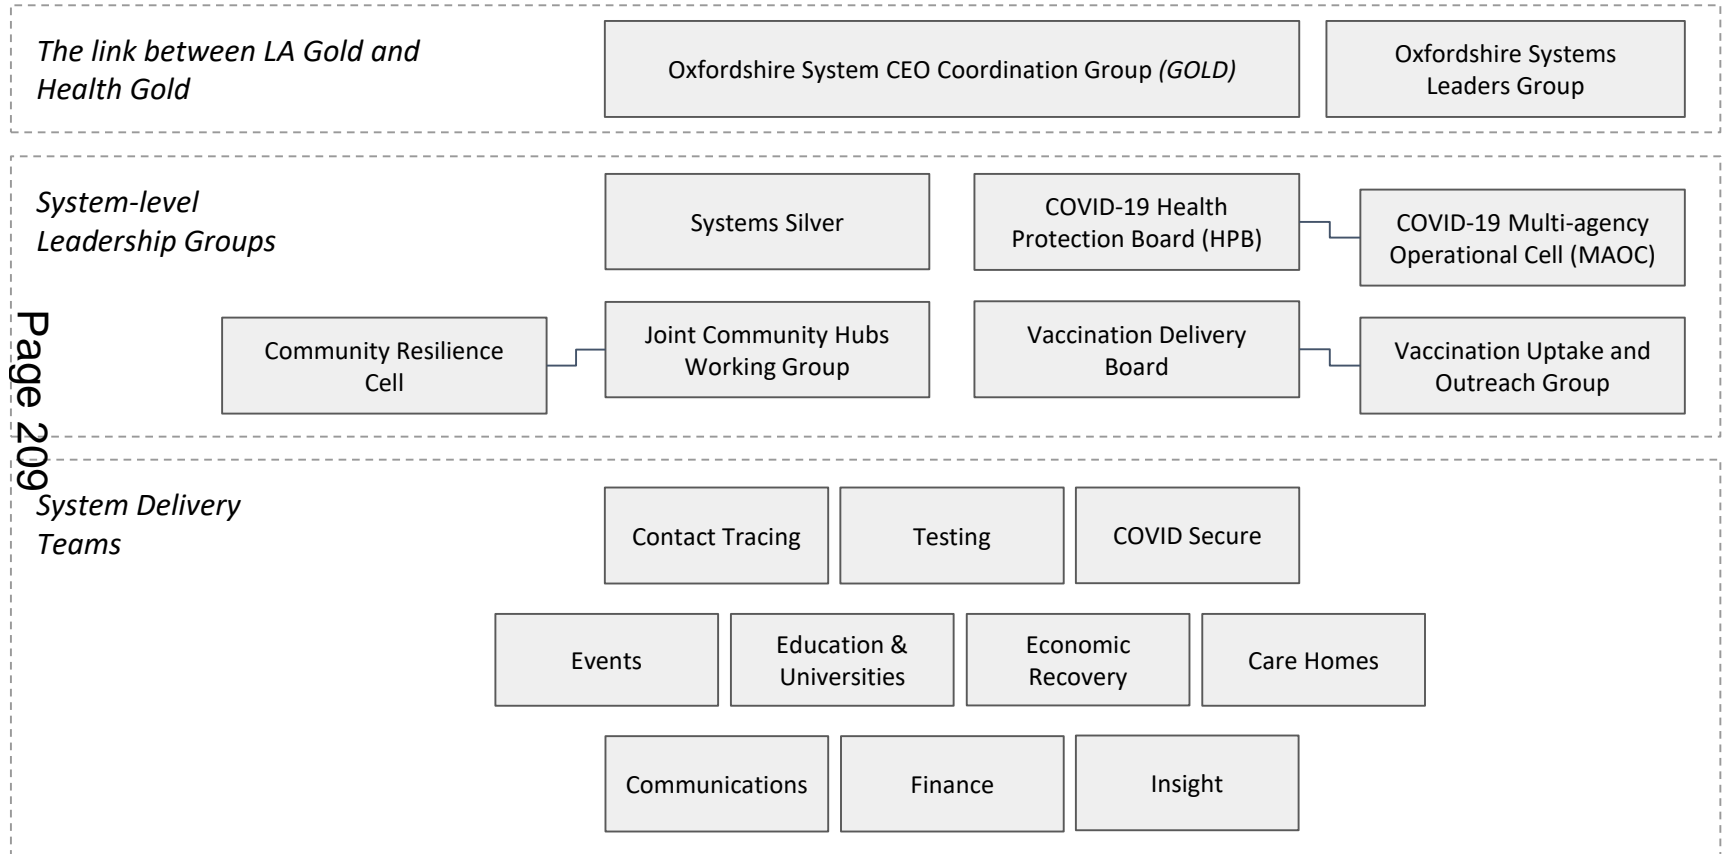 The link between LA Gold and
Health Gold
Oxfordshire System CEO Coordination Group (GOLD)
Oxfordshire Systems
Leaders Group
System-level
Leadership Groups
Systems Silver
COVID-19 Health
Protection Board (HPB)
COVID-19 Multi-agency
Operational Cell (MAOC)
Community Resilience
Cell
Joint Community Hubs
Working Group
Vaccination Delivery
Board
Vaccination Uptake and
Outreach Group
Page 209
System Delivery
Teams
Contact Tracing
Testing
COVID Secure
Events
Education &
Universities
Economic
Recovery
Care Homes
Communications
Finance
Insight